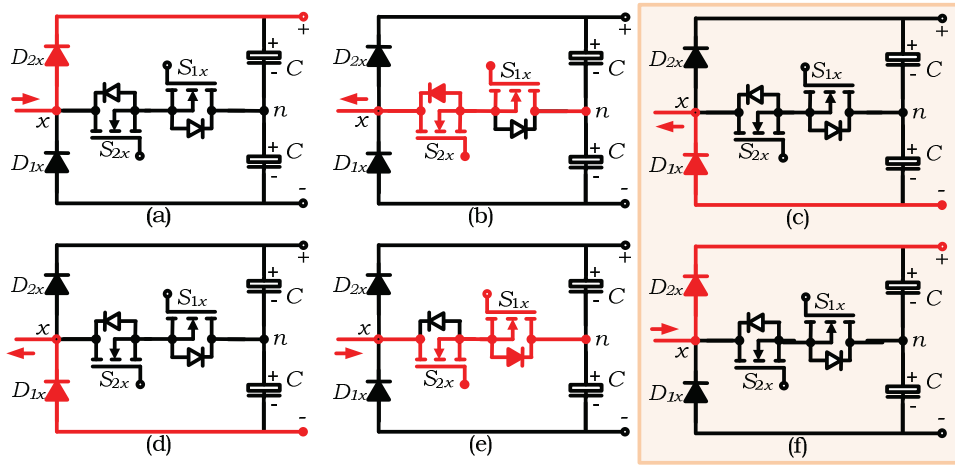 D2x
S1x
+
+
-
C
x
n
S2x
D1x
+
-
C
-
(a)
D2x
S1x
+
+
-
C
x
n
S2x
D1x
+
-
C
-
(b)
D2x
S1x
+
+
-
C
x
n
S2x
D1x
+
-
C
-
(c)
D2x
S1x
+
+
-
C
x
n
S2x
D1x
+
-
C
-
(d)
D2x
S1x
+
+
-
C
x
n
S2x
D1x
+
-
C
-
(e)
D2x
S1x
+
+
-
C
x
n
S2x
D1x
+
-
C
-
(f)